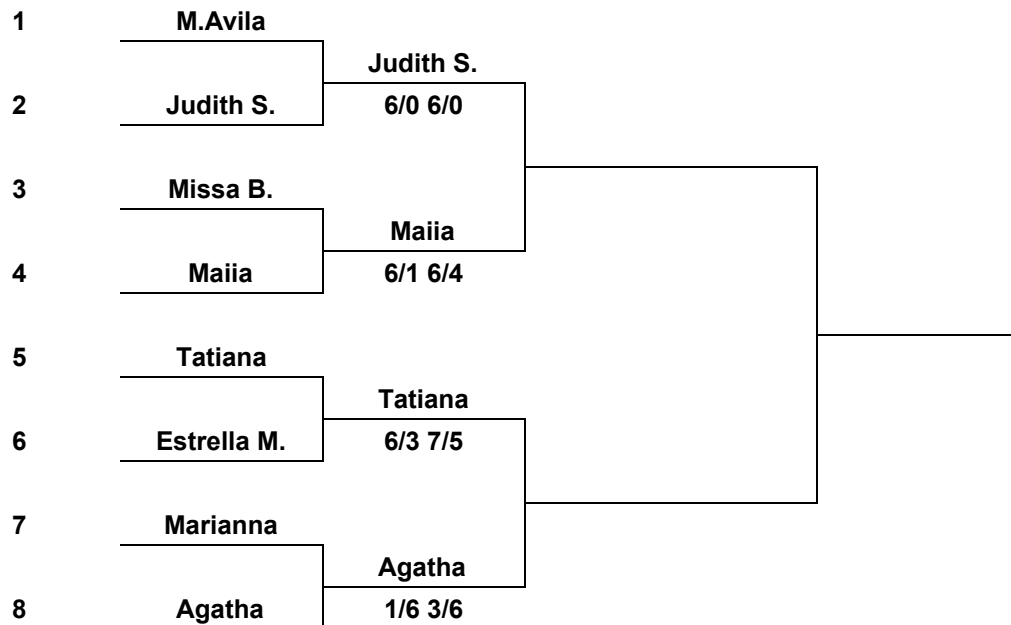 1 M.Avila
Judith S.
2 Judith S. 6/0 6/0
3 Missa B.
Maiia
4 Maiia 6/1 6/4
5 Tatiana
Tatiana
6 Estrella M. 6/3 7/5
7 Marianna
Agatha
8 Agatha 1/6 3/6